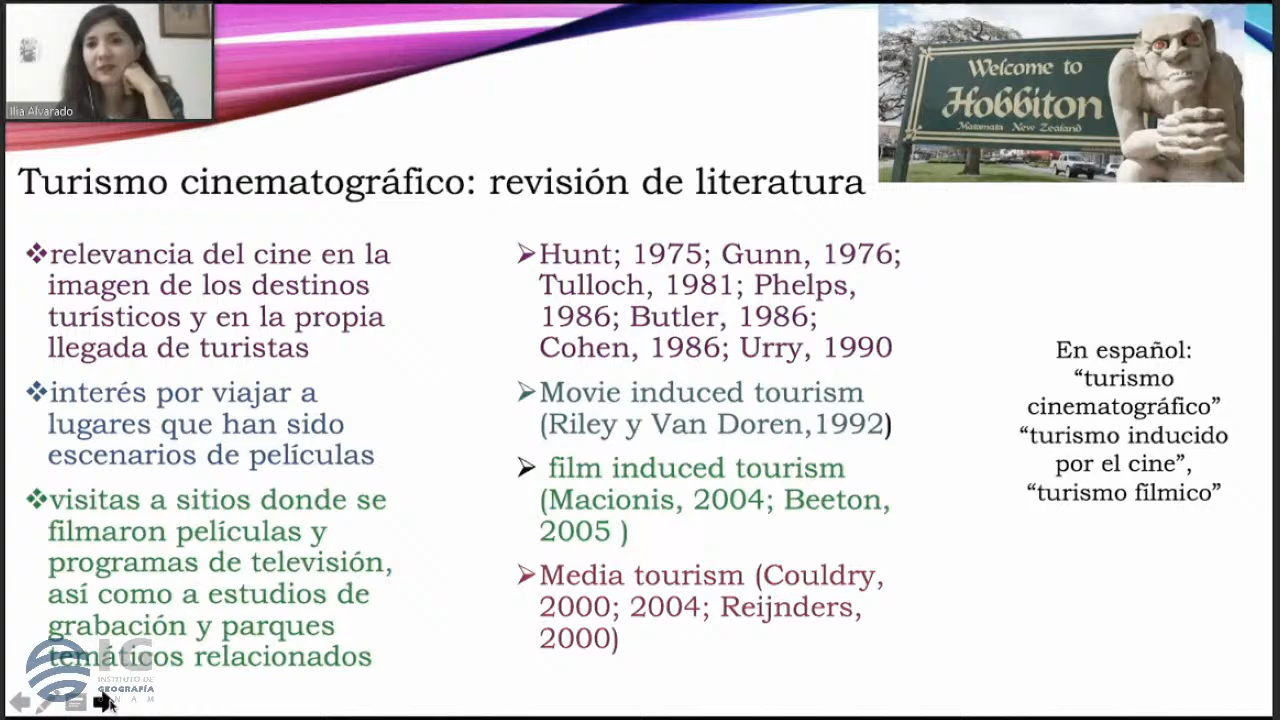 Ilia Alvarado
Welcome to
Hobbiton
Matamata New Zealand
Turismo cinematográfico: revisión de literatura
❖relevancia del cine en la
imagen de los destinos
turísticos y en la propia
llegada de turistas
❖interés por viajar a
lugares que han sido
escenarios de películas
❖visitas a sitios donde se
filmaron películas y
programas de televisión,
así como a estudios de
grabación y parques
temáticos relacionados
➢Hunt; 1975; Gunn, 1976;
Tulloch, 1981; Phelps,
1986; Butler, 1986;
Cohen, 1986; Urry, 1990
➢Movie induced tourism
(Riley y Van Doren,1992)
➢ film induced tourism
(Macionis, 2004; Beeton,
2005 )
➢Media tourism (Couldry,
2000; 2004; Reijnders,
2000)
En español:
“turismo
cinematográfico”
“turismo inducido
por el cine”,
“turismo fílmico”
IG
INSTITUTO DE
GEOGRAFÍA
UNAM